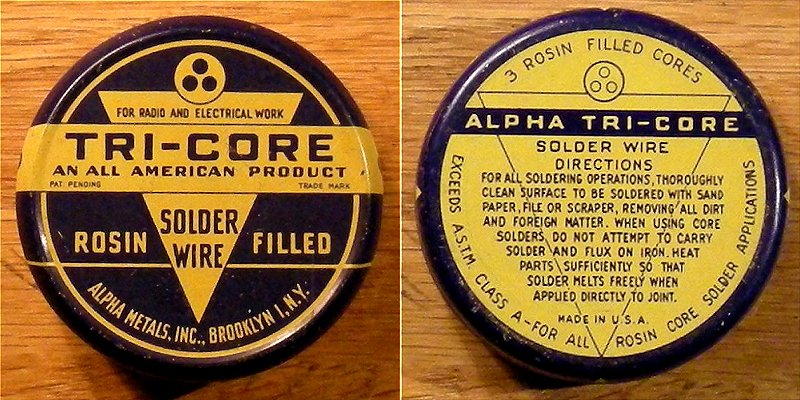 FOR RADIO AND ELECTRICAL WORK
TRI-CORE
AN ALL AMERICAN PRODUCT
PAT. PENDING
TRADE MARK
ROSIN
SOLDER
WIRE
FILLED
ALPHA METALS, INC., BROOKLYN 1, N.Y.
3 ROSIN FILLED CORES
ALPHA TRI-CORE
SOLDER WIRE
DIRECTIONS
FOR ALL SOLDERING OPERATIONS, THOROUGHLY
CLEAN SURFACE TO BE SOLDERED WITH SAND
PAPER, FILE OR SCRAPER, REMOVING ALL DIRT
AND FOREIGN MATTER. WHEN USING CORE
SOLDERS, DO NOT ATTEMPT TO CARRY
SOLDER AND FLUX ON IRON. HEAT
PARTS SUFFICIENTLY SO THAT
SOLDER MELTS FREELY WHEN
APPLIED DIRECTLY TO JOINT.
MADE IN U.S.A.
EXCEEDS A.S.T.M. CLASS A-FOR ALL ROSIN CORE SOLDER APPLICATIONS